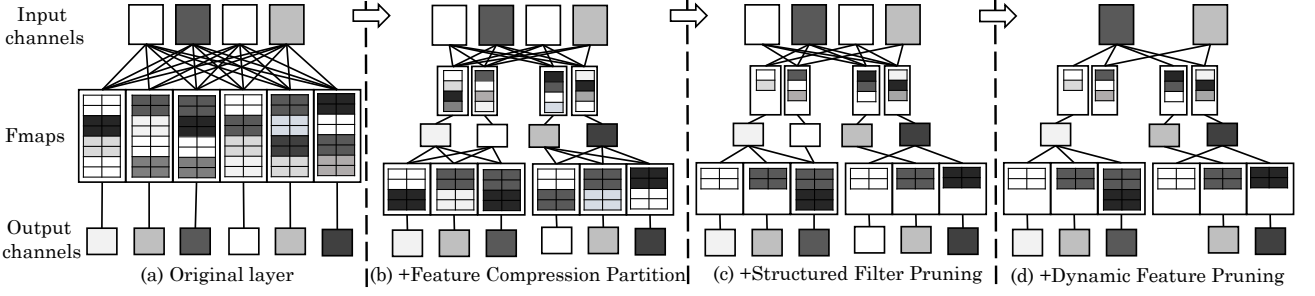 Input
channels
Fmaps
Output
channels
(a) Original layer
(b) +Feature Compression Partition
(c) +Structured Filter Pruning
(d) +Dynamic Feature Pruning